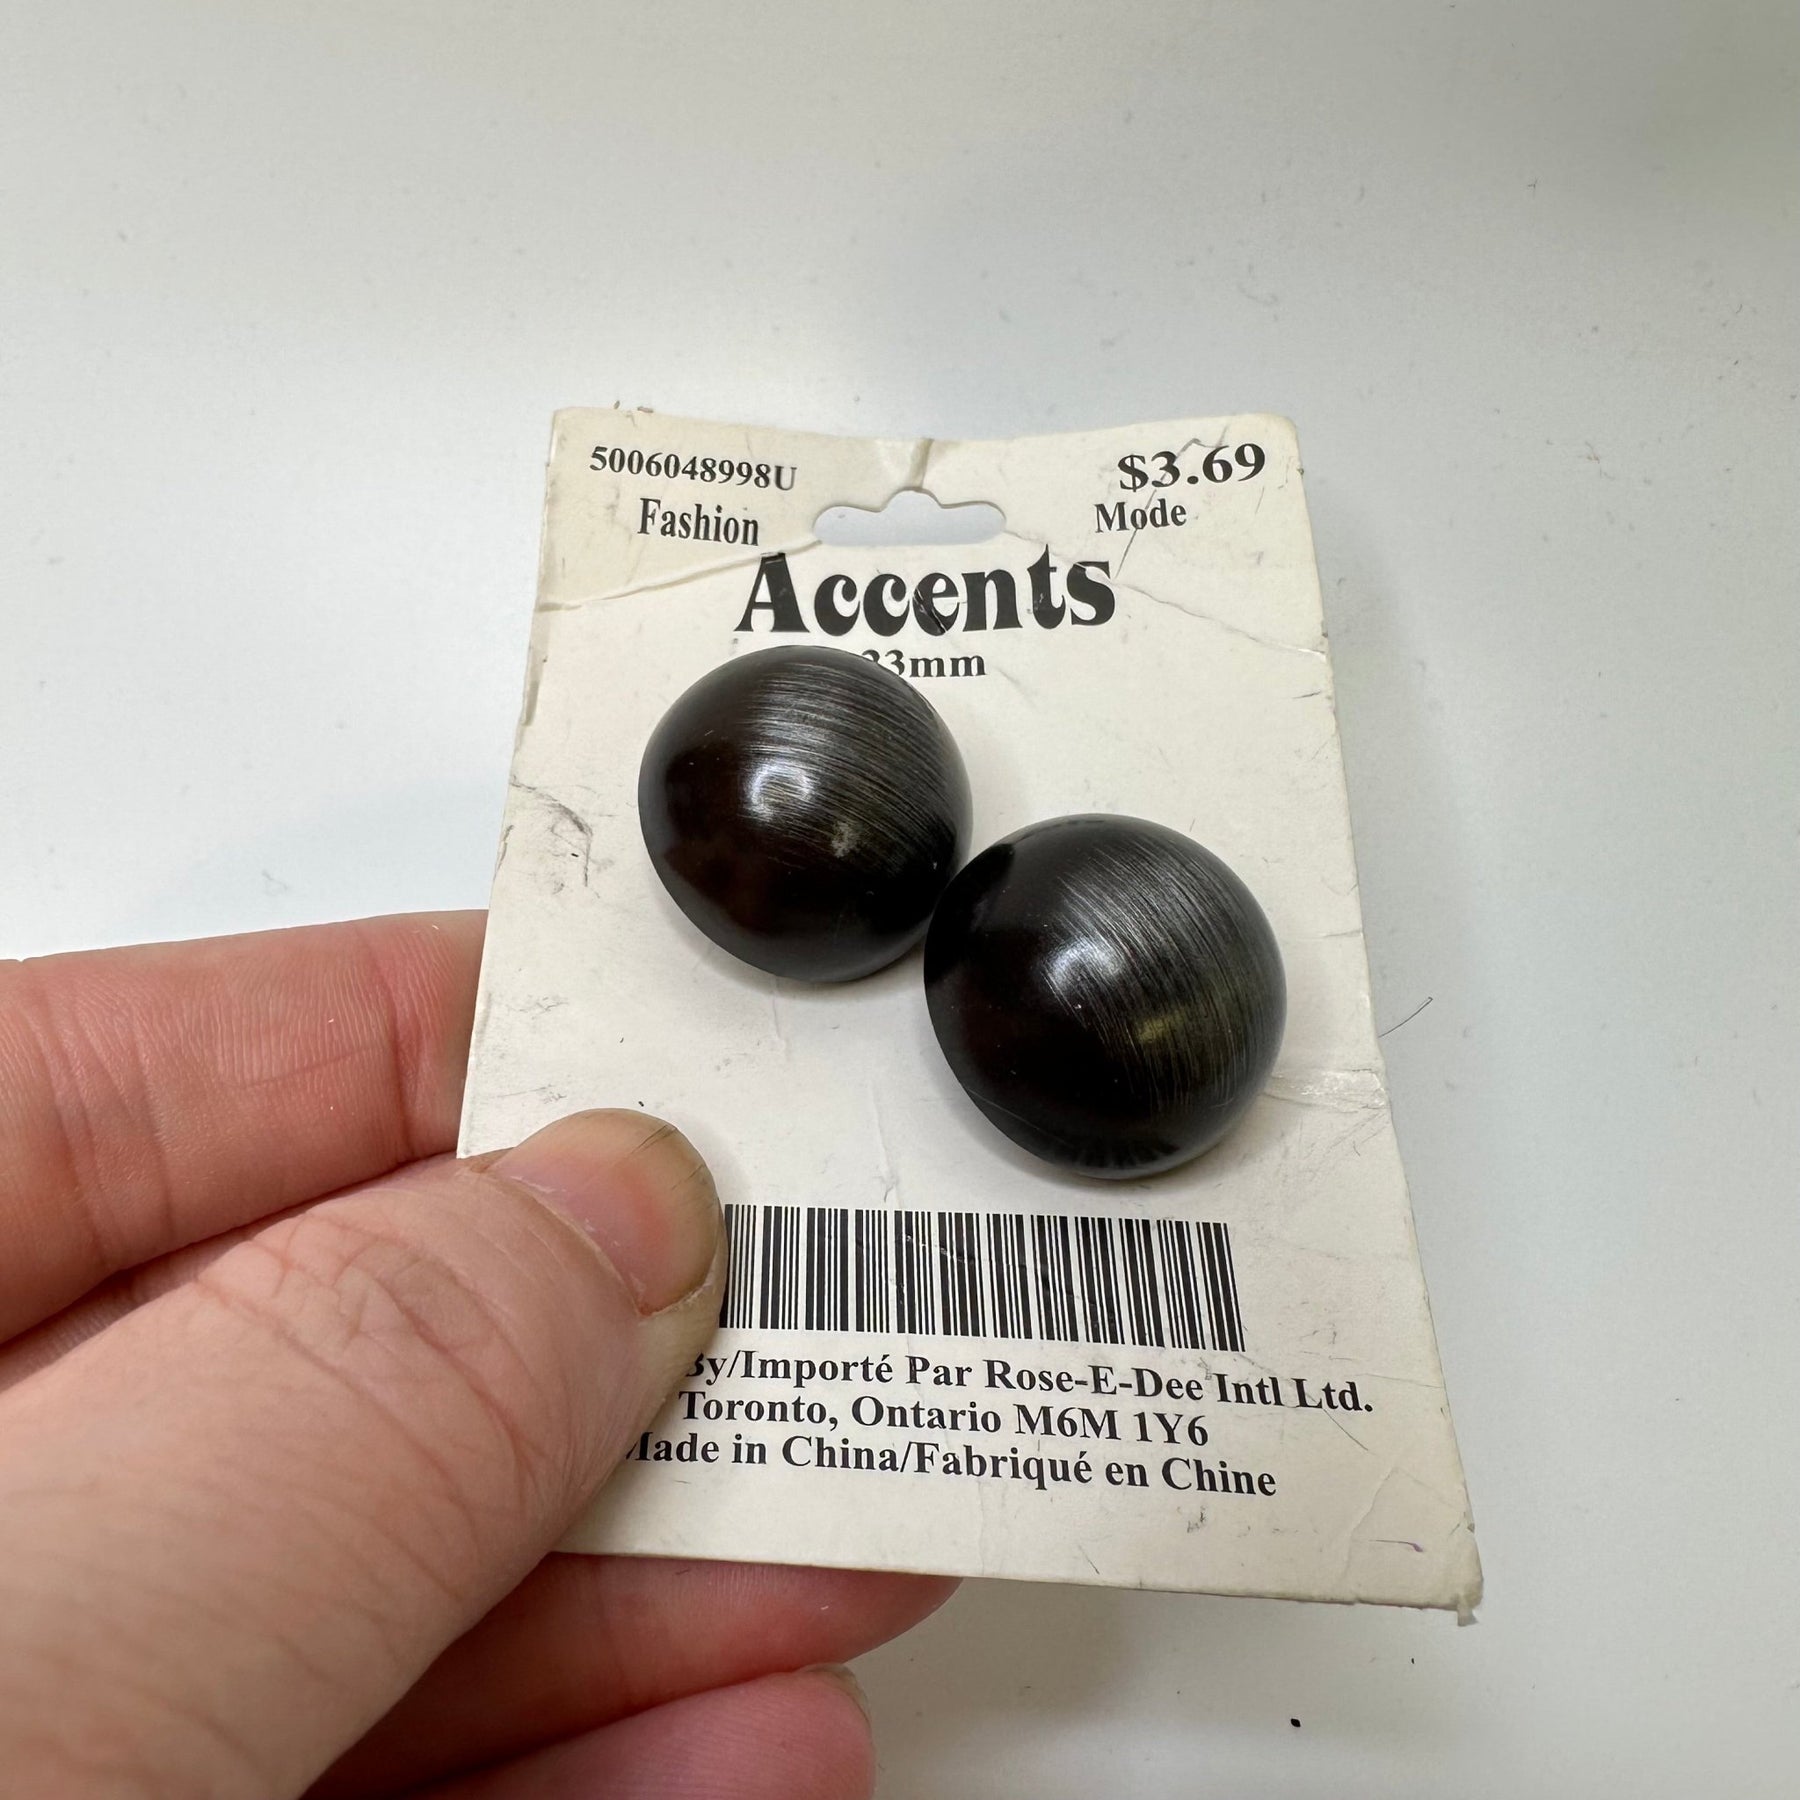 5006048998U $3.69
Fashion Mode
Accents
33mm
By/Importé Par Rose-E-Dee Intl Ltd.
Toronto, Ontario M6M 1Y6
Made in China/Fabriqué en Chine